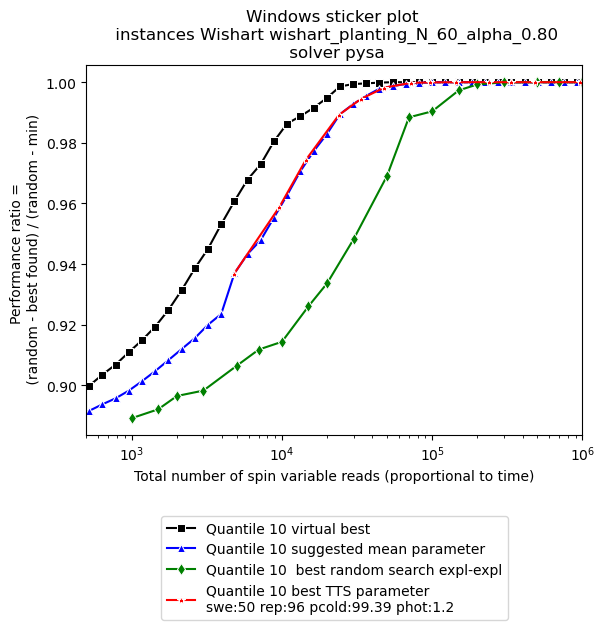 Windows sticker plot
instances Wishart wishart_planting_N_60_alpha_0.80
solver pysa
Performance ratio =
(random - best found) / (random - min)
1.00
0.98
0.96
0.94
0.92
0.90
10³
10⁴
10⁵
10⁶
Total number of spin variable reads (proportional to time)
Quantile 10 virtual best
Quantile 10 suggested mean parameter
Quantile 10  best random search expl-expl
Quantile 10 best TTS parameter
swe:50 rep:96 pcold:99.39 phot:1.2